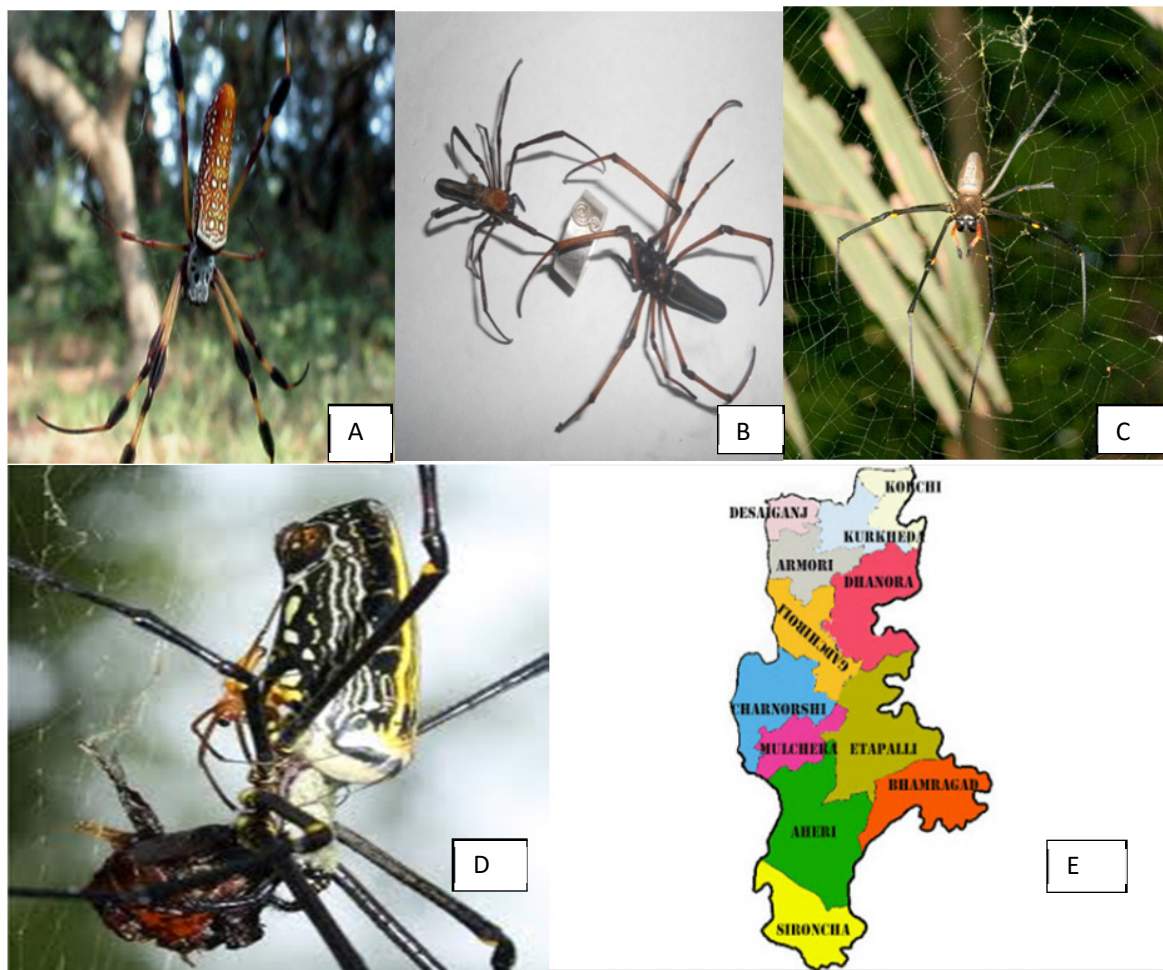 A
B
C
D
KORCHI
DESAIGANJ
KURKHEDA
ARMORI
DHANORA
GADCHIROLI
CHARNORSHI
MULCHERA
ETAPALLI
BHAMRAGAD
AHERI
SIRONCHA
E